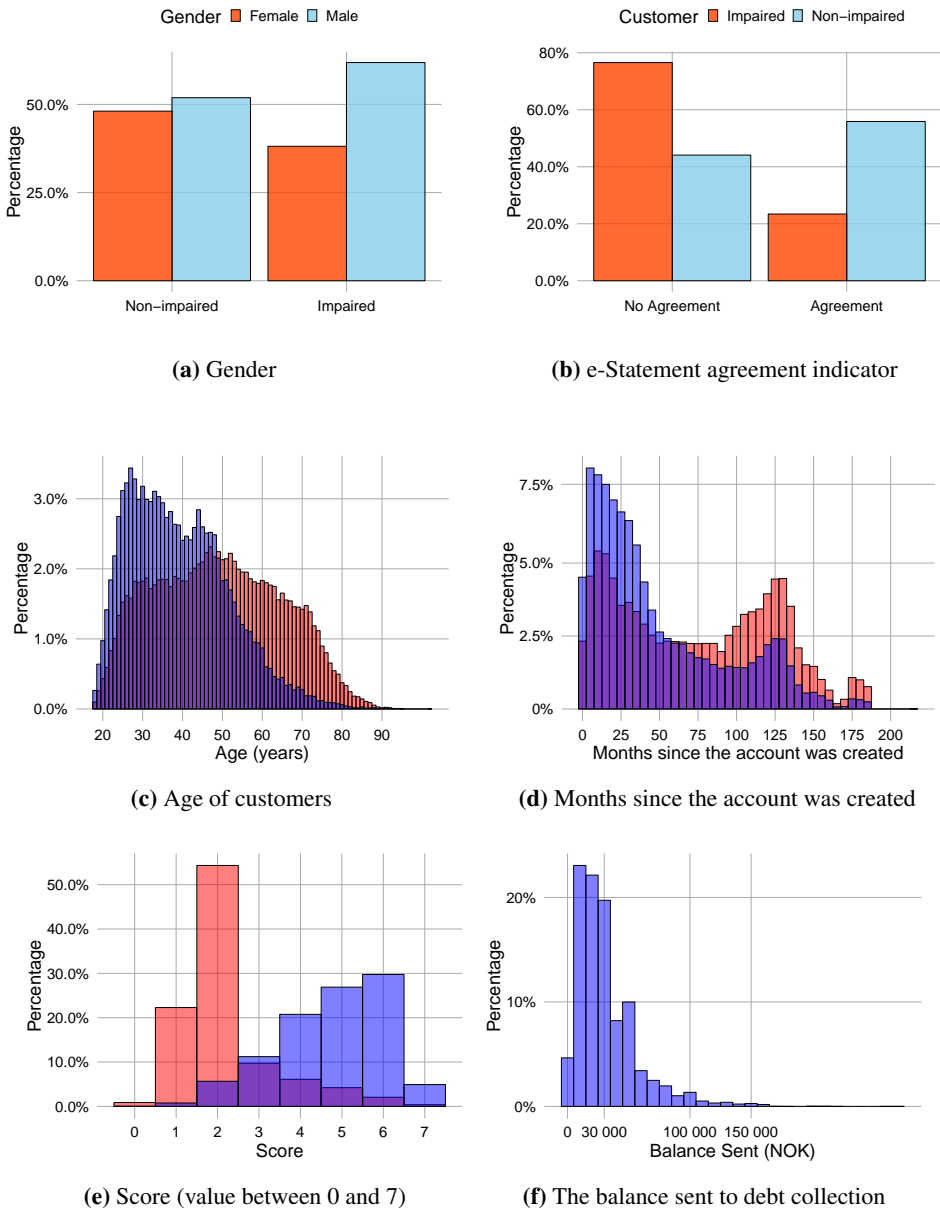 Gender Female Male
Percentage
50.0%
25.0%
0.0%
Non−impaired Impaired
(a) Gender
Customer Impaired Non−impaired
Percentage
80%
60.0%
40.0%
20.0%
0.0%
No Agreement Agreement
(b) e-Statement agreement indicator
Percentage
3.0%
2.0%
1.0%
0.0%
20 30 40 50 60 70 80 90
Age (years)
(c) Age of customers
Percentage
7.5%
5.0%
2.5%
0%
0 25 50 75 100 125 150 175 200
Months since the account was created
(d) Months since the account was created
Percentage
50.0%
40.0%
30.0%
20.0%
10.0%
0.0%
0 1 2 3 4 5 6 7
Score
(e) Score (value between 0 and 7)
Percentage
20%
10%
0%
0 30 000 100 000 150 000
Balance Sent (NOK)
(f) The balance sent to debt collection